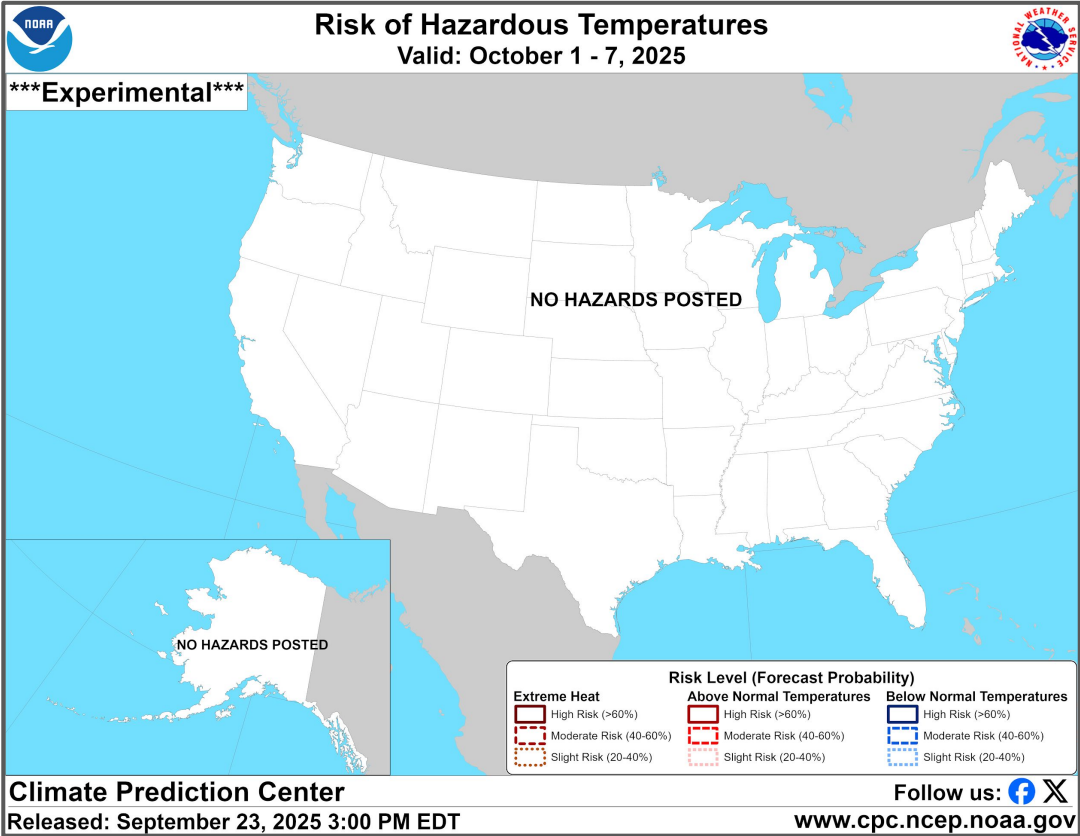 NOAA
Risk of Hazardous Temperatures
Valid: October 1 - 7, 2025
NATIONAL WEATHER SERVICE
***Experimental***
NO HAZARDS POSTED
NO HAZARDS POSTED
Risk Level (Forecast Probability)
Extreme Heat
High Risk (>60%)
Moderate Risk (40-60%)
Slight Risk (20-40%)
Above Normal Temperatures
High Risk (>60%)
Moderate Risk (40-60%)
Slight Risk (20-40%)
Below Normal Temperatures
High Risk (>60%)
Moderate Risk (40-60%)
Slight Risk (20-40%)
Climate Prediction Center
Follow us:
Released: September 23, 2025 3:00 PM EDT
www.cpc.ncep.noaa.gov